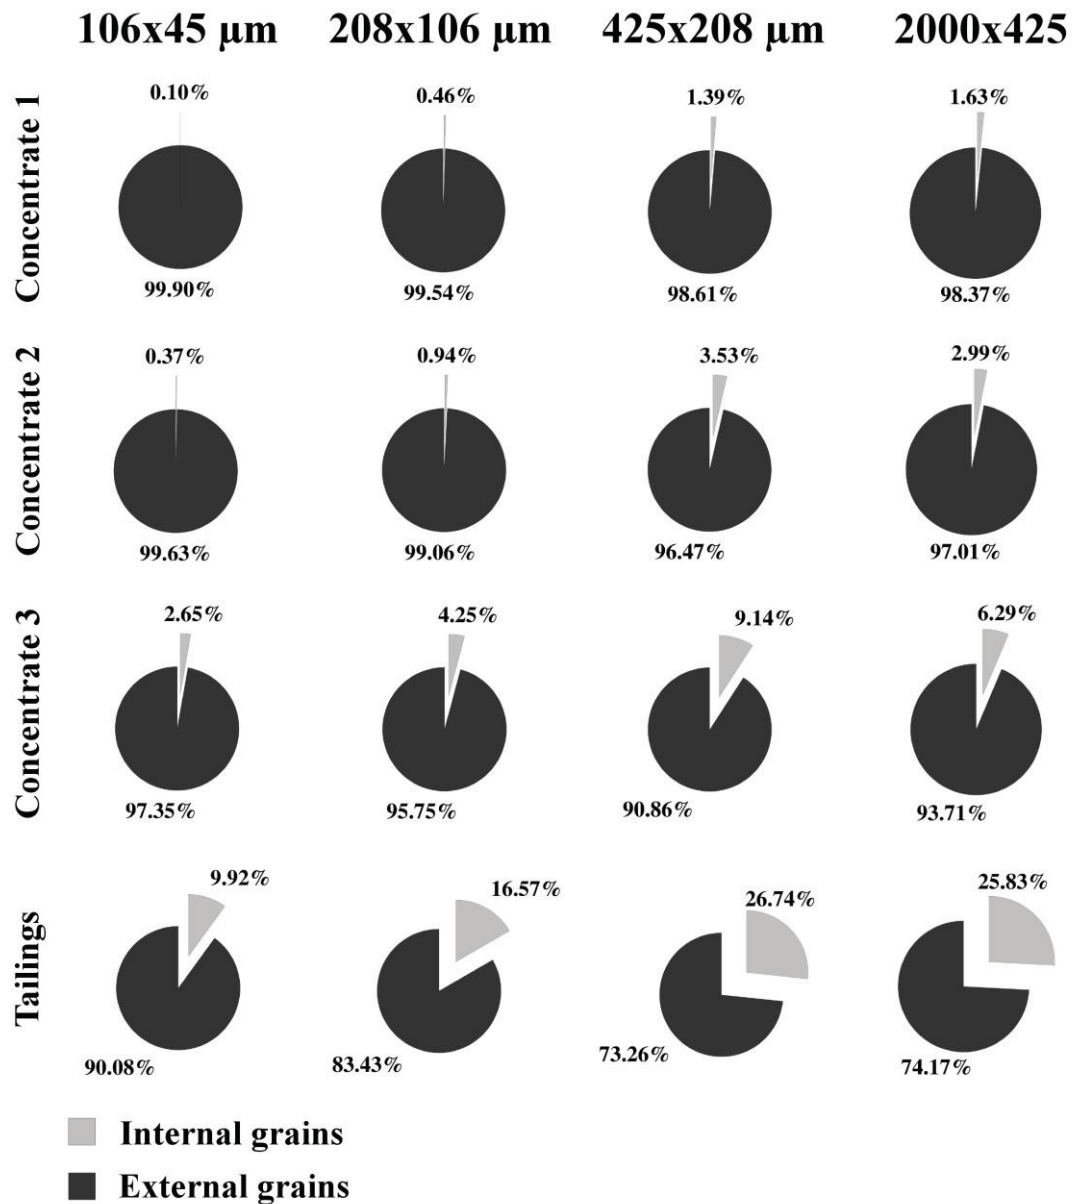 106x45 μm 208x106 μm 425x208 μm 2000x425
Concentrate 1
0.10% 0.46% 1.39% 1.63%
99.90% 99.54% 98.61% 98.37%
Concentrate 2
0.37% 0.94% 3.53% 2.99%
99.63% 99.06% 96.47% 97.01%
Concentrate 3
2.65% 4.25% 9.14% 6.29%
97.35% 95.75% 90.86% 93.71%
Tailings
9.92% 16.57% 26.74% 25.83%
90.08% 83.43% 73.26% 74.17%
Internal grains
External grains